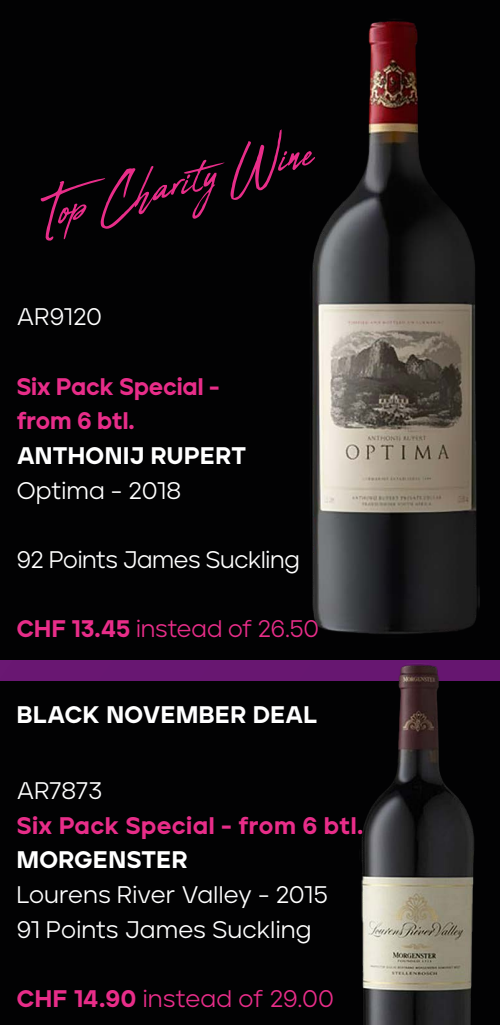 Top Charity Wine
AR9120
Six Pack Special -
from 6 btl.
ANTHONIJ RUPERT
Optima - 2018
92 Points James Suckling
CHF 13.45 instead of 26.50
ANTHONIJ RUPERT
OPTIMA
BLACK NOVEMBER DEAL
AR7873
Six Pack Special - from 6 btl.
MORGENSTER
Lourens River Valley - 2015
91 Points James Suckling
CHF 14.90 instead of 29.00
MORGENSTER
Lourens River Valley
MORGENSTER
STELLENBOSCH